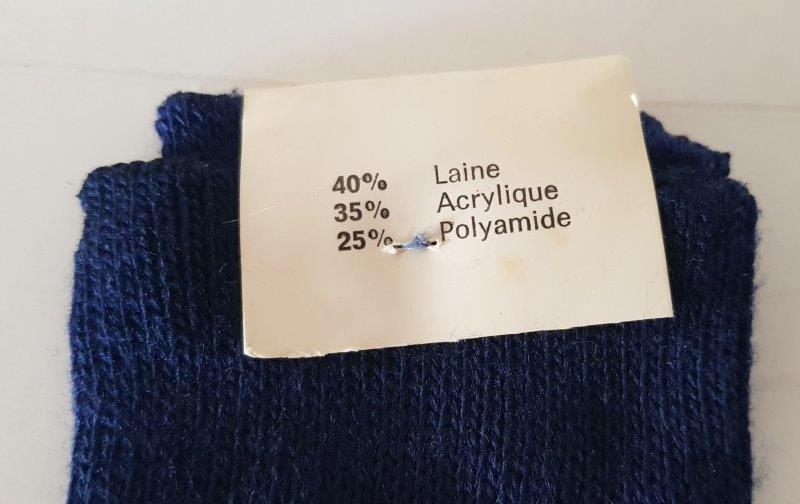 40% Laine
35% Acrylique
25% Polyamide